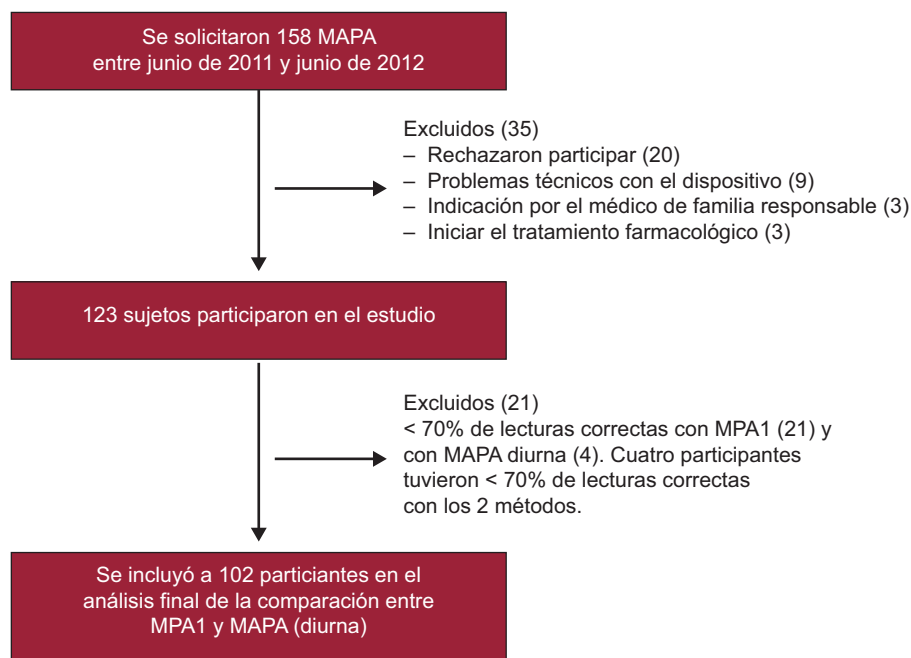 Se solicitaron 158 MAPA
entre junio de 2011 y junio de 2012
Excluidos (35)
– Rechazaron participar (20)
– Problemas técnicos con el dispositivo (9)
– Indicación por el médico de familia responsable (3)
– Iniciar el tratamiento farmacológico (3)
123 sujetos participaron en el estudio
Excluidos (21)
< 70% de lecturas correctas con MPA1 (21) y
con MAPA diurna (4). Cuatro participantes
tuvieron < 70% de lecturas correctas
con los 2 métodos.
Se incluyó a 102 particiantes en el
análisis final de la comparación entre
MPA1 y MAPA (diurna)